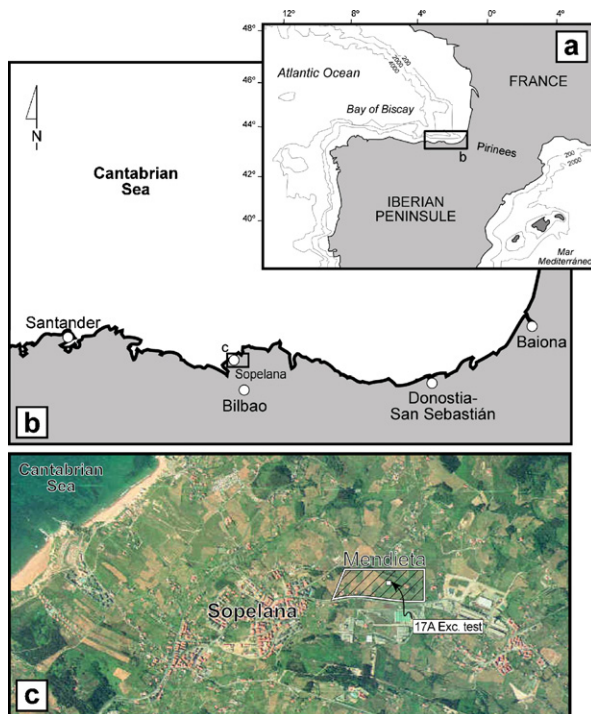 12°
8°
4°
0°
4°
48°
46°
44°
42°
40°
a
200
2000
4000
Atlantic Ocean
FRANCE
Bay of Biscay
b
Pirinees
200
2000
IBERIAN
PENINSULE
Mar
Mediterráneo
N
Cantabrian
Sea
Santander
c
Sopelana
Bilbao
Baiona
Donostia-
San Sebastián
b
Cantabrian
Sea
Mendieta
Sopelana
17A Exc. test
c